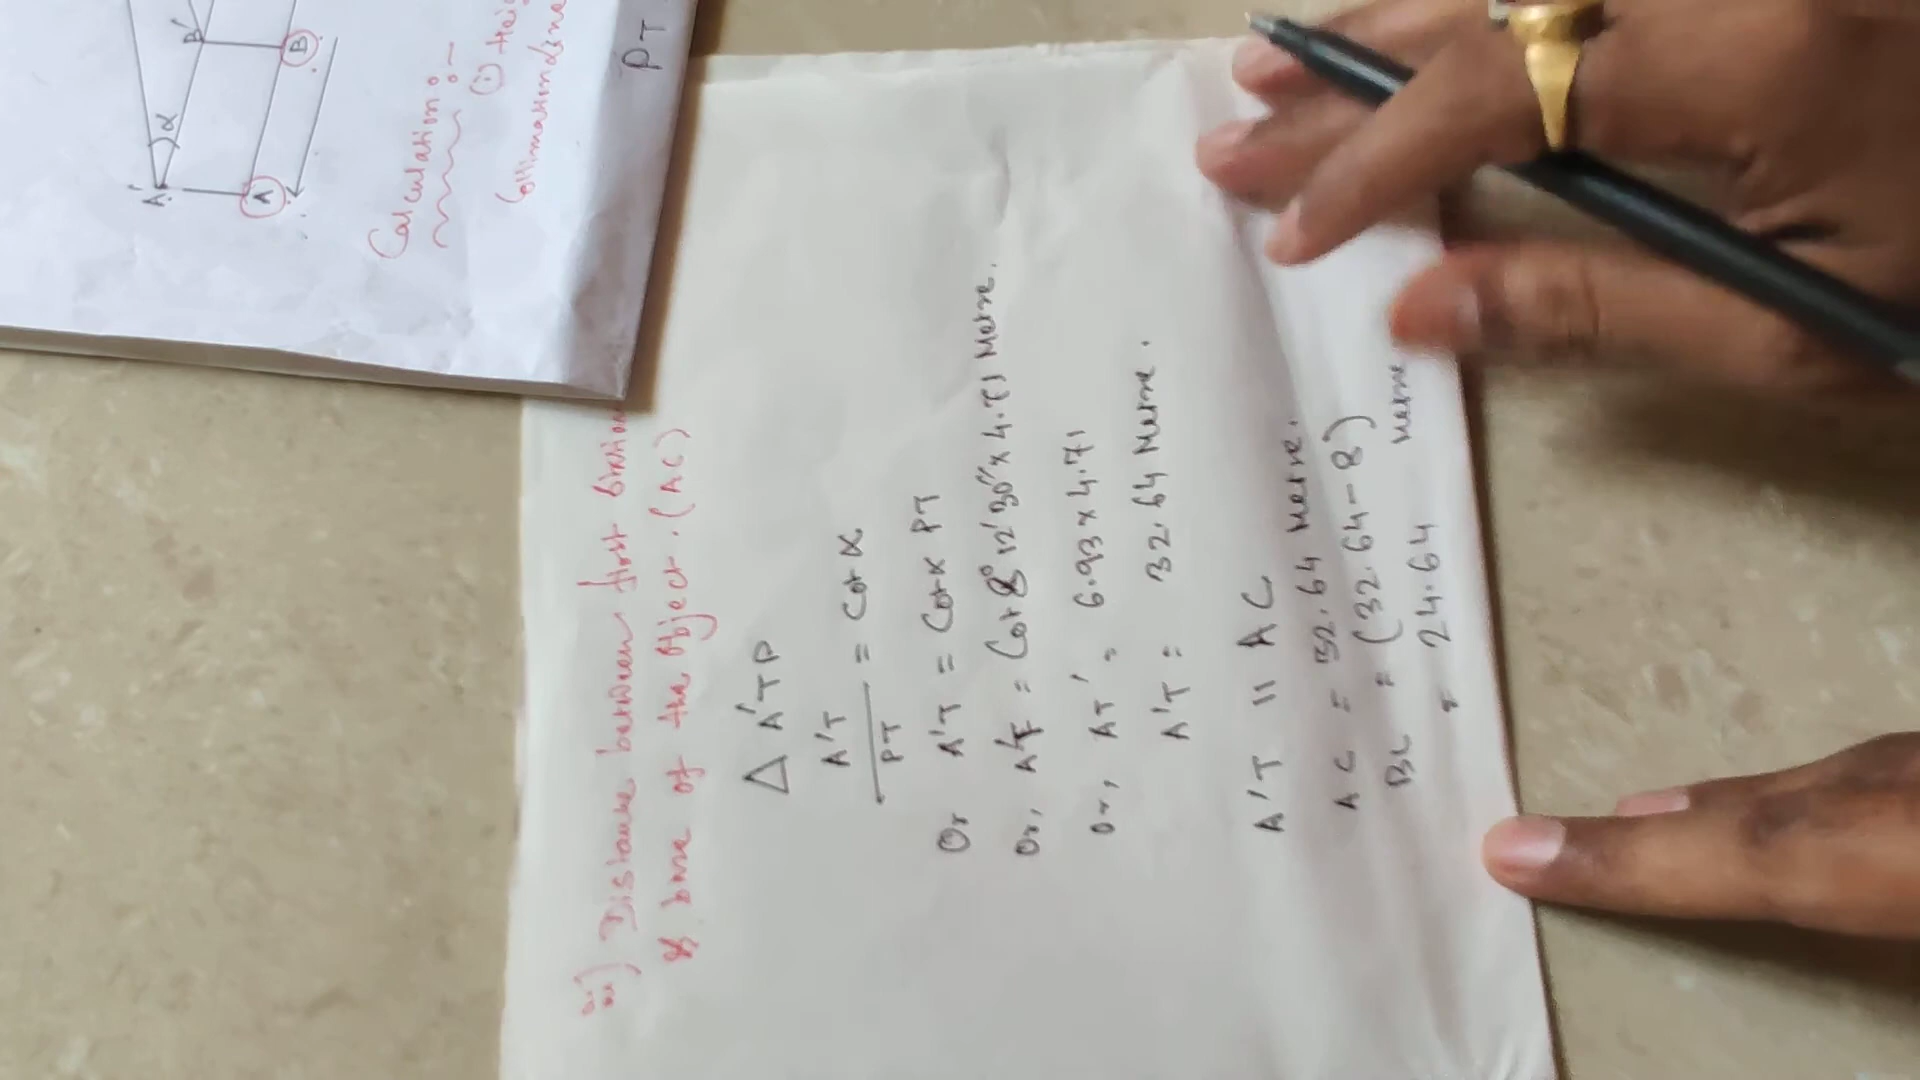 B'
B
α
A'
A
Calculation :-
(i) Hei
Collimation
PT
ii) Distance between first station
& base of the object. (AC)
△ A'TP
A'T / PT = Cot α
Or A'T = Cot α PT
Or, A'T = Cot 8° 12' 30" × 4.71 Metre.
Or, AT' = 6.93 × 4.71
A'T = 32.64 Metre.
A'T || AC
AC = 32.64 Metre.
BC = (32.64 - 8)
= 24.64 Metre